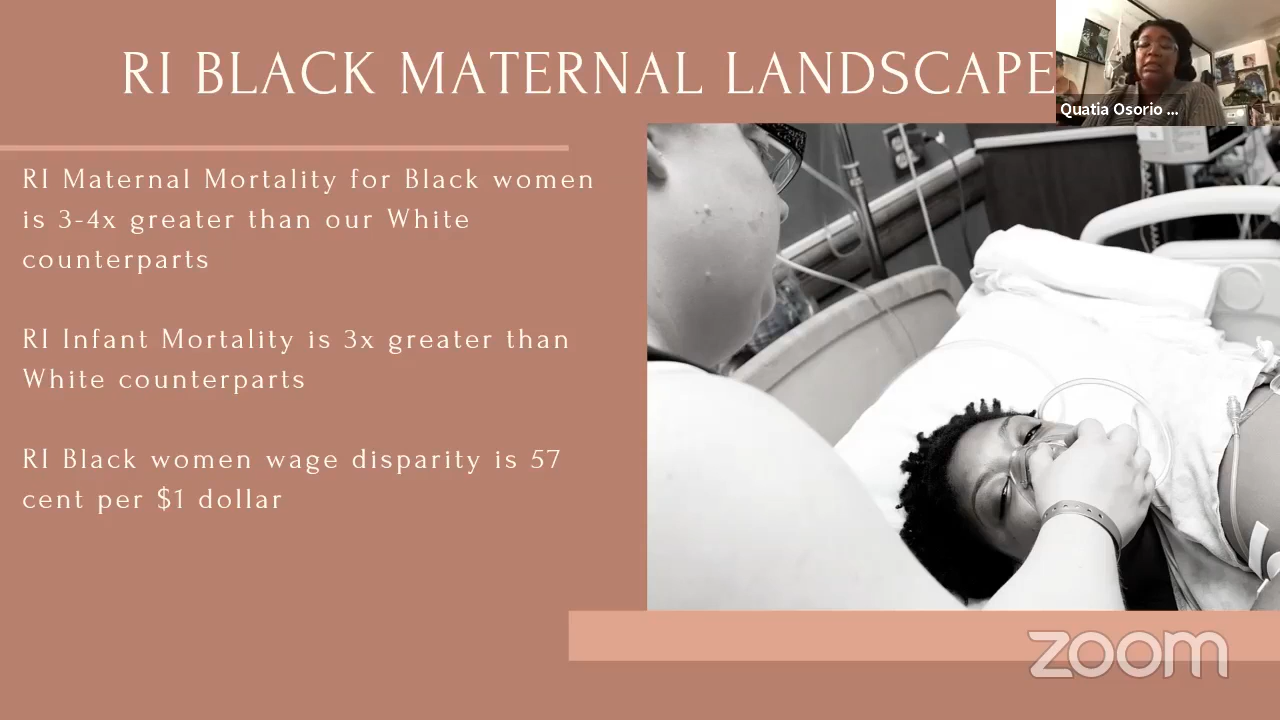 RI BLACK MATERNAL LANDSCAPE
Quatia Osorio ...
RI Maternal Mortality for Black women
is 3-4x greater than our White
counterparts
RI Infant Mortality is 3x greater than
White counterparts
RI Black women wage disparity is 57
cent per $1 dollar
zoom